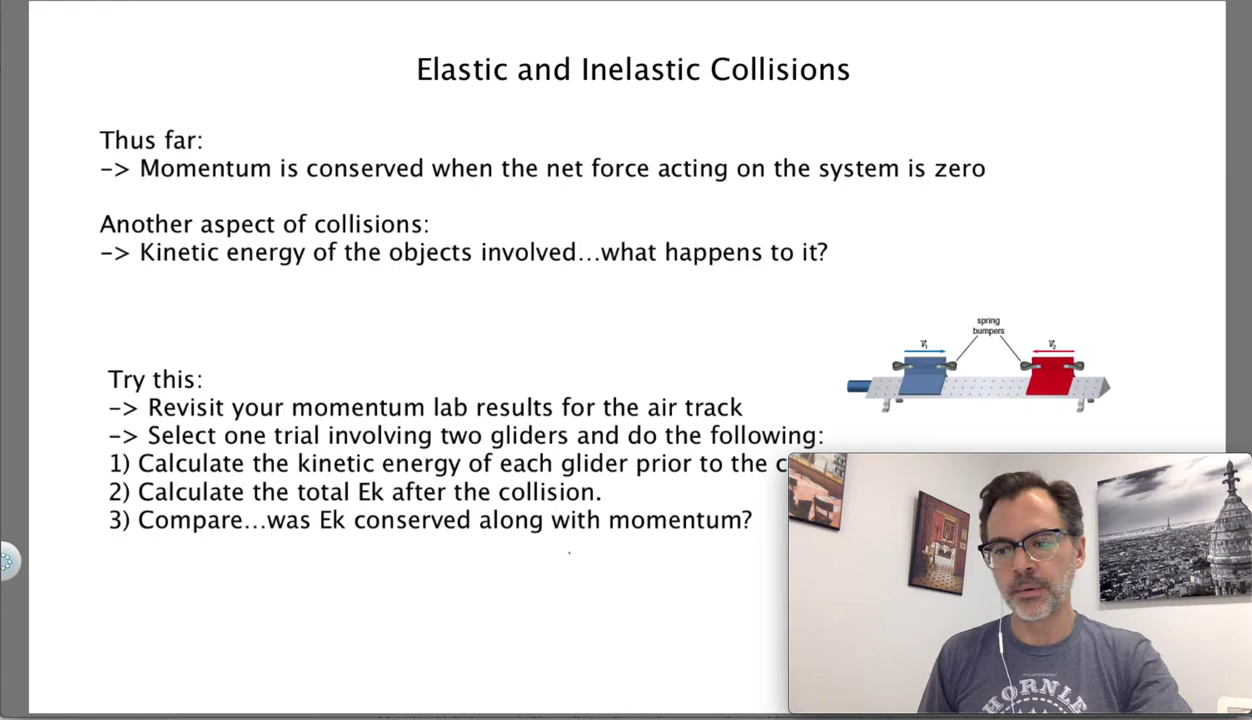 Elastic and Inelastic Collisions
Thus far:
-> Momentum is conserved when the net force acting on the system is zero
Another aspect of collisions:
-> Kinetic energy of the objects involved...what happens to it?
spring
bumpers
v₁
v₂
Try this:
-> Revisit your momentum lab results for the air track
-> Select one trial involving two gliders and do the following:
1) Calculate the kinetic energy of each glider prior to the
2) Calculate the total Ek after the collision.
3) Compare...was Ek conserved along with momentum?